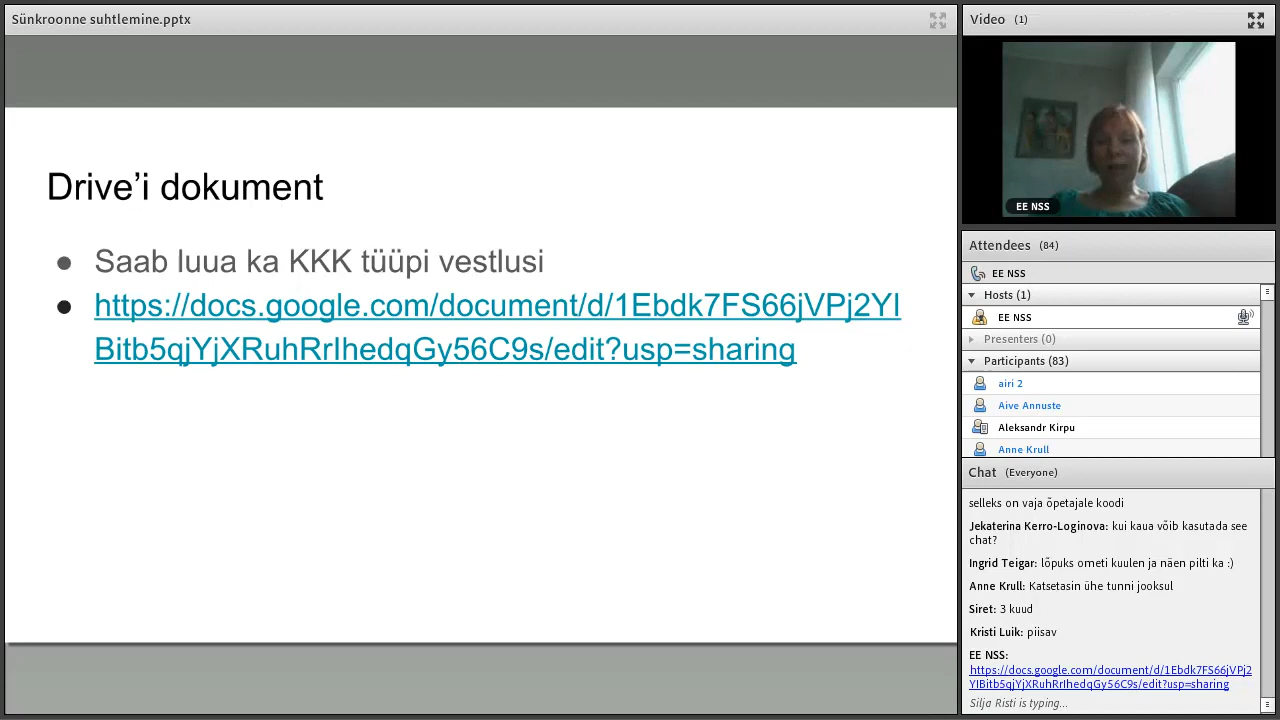 Sünkroonne suhtlemine.pptx
Drive’i dokument
● Saab luua ka KKK tüüpi vestlusi
● https://docs.google.com/document/d/1Ebdk7FS66jVPj2YI
Bitb5qjYjXRuhRrIhedqGy56C9s/edit?usp=sharing
Video (1)
EE NSS
Attendees (84)
EE NSS
Hosts (1)
EE NSS
Presenters (0)
Participants (83)
airi 2
Aive Annuste
Aleksandr Kirpu
Anne Krull
Chat (Everyone)
selleks on vaja õpetajale koodi
Jekaterina Kerro-Loginova: kui kaua võib kasutada see
chat?
Ingrid Teigar: lõpuks ometi kuulen ja näen pilti ka :)
Anne Krull: Katsetasin ühe tunni jooksul
Siret: 3 kuud
Kristi Luik: piisav
EE NSS:
https://docs.google.com/document/d/1Ebdk7FS66jVPj2
YIBitb5qjYjXRuhRrIhedqGy56C9s/edit?usp=sharing
Silja Risti is typing...